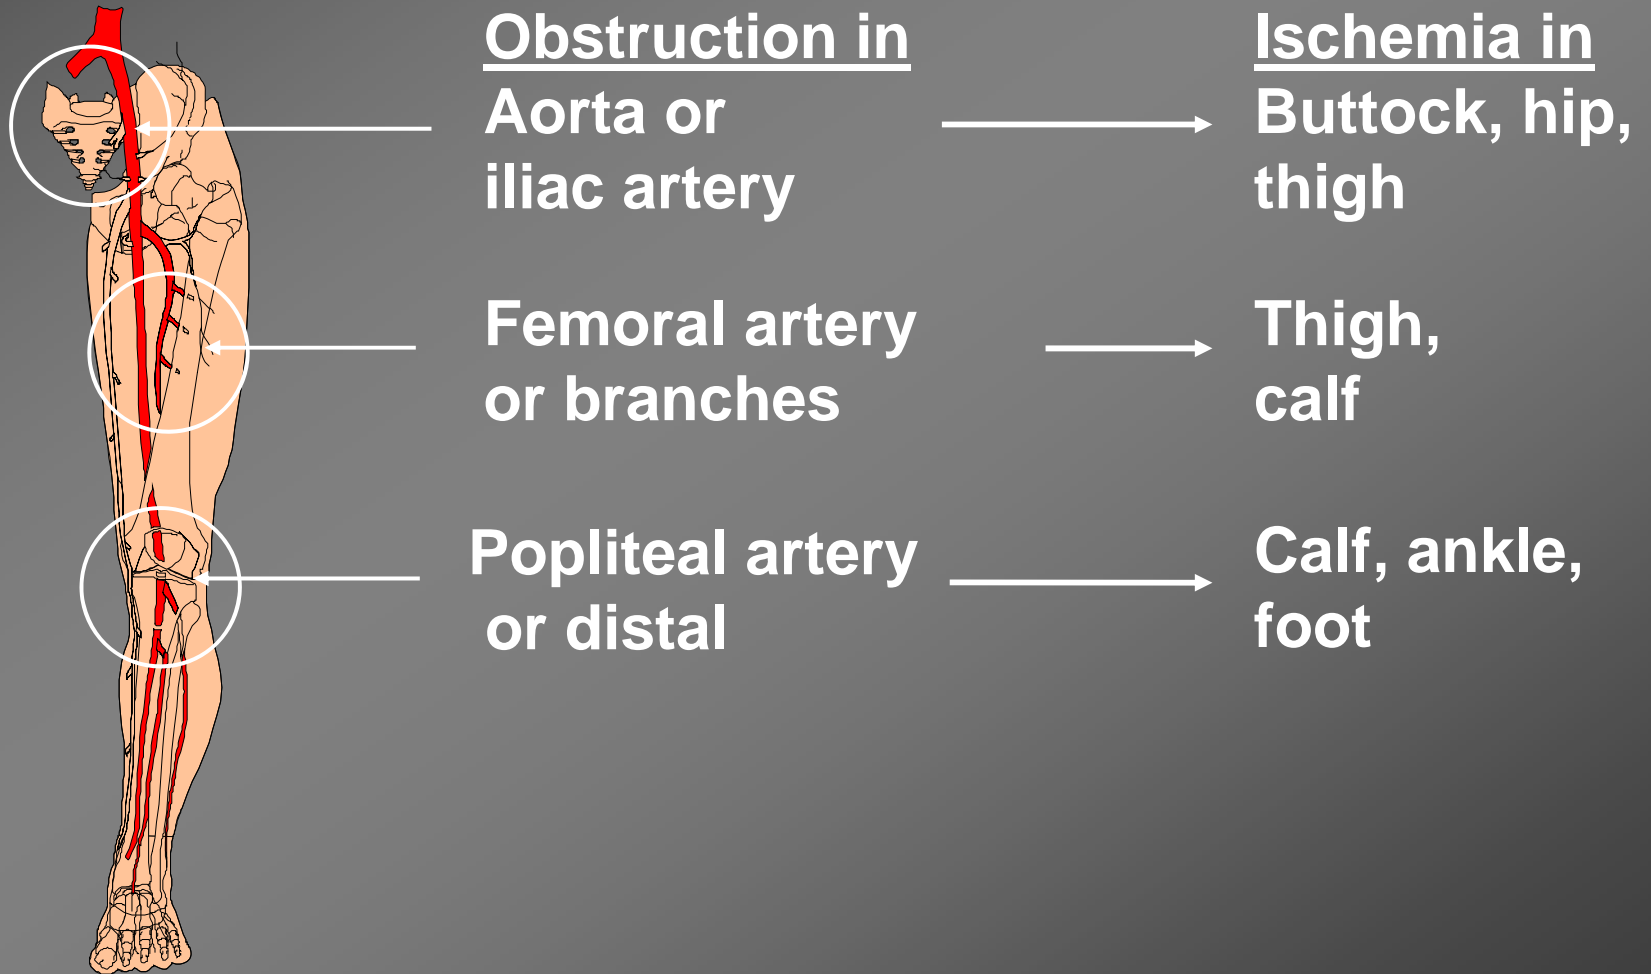 Obstruction in
Ischemia in
Aorta or
iliac artery
Buttock, hip,
thigh
Femoral artery
or branches
Thigh,
calf
Popliteal artery
or distal
Calf, ankle,
foot